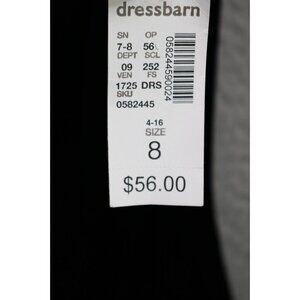 dressbarn
SN OP
7-8 56
DEPT SCL
09 252
VEN FS
1725 DRS
SKU
0582445
058244590024
4-16
SIZE
8
$56.00